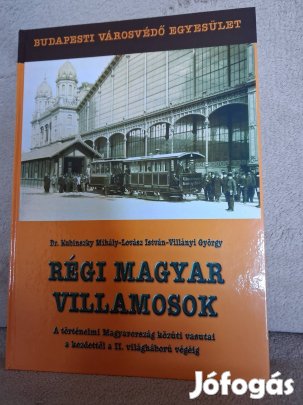 BUDAPESTI VÁROSVÉDŐ EGYESÜLET
Dr. Kubinszky Mihály-Lovász István-Villányi György
RÉGI MAGYAR
VILLAMOSOK
A történelmi Magyarország közúti vasutai
a kezdettől a II. világháború végéig
Jófogás